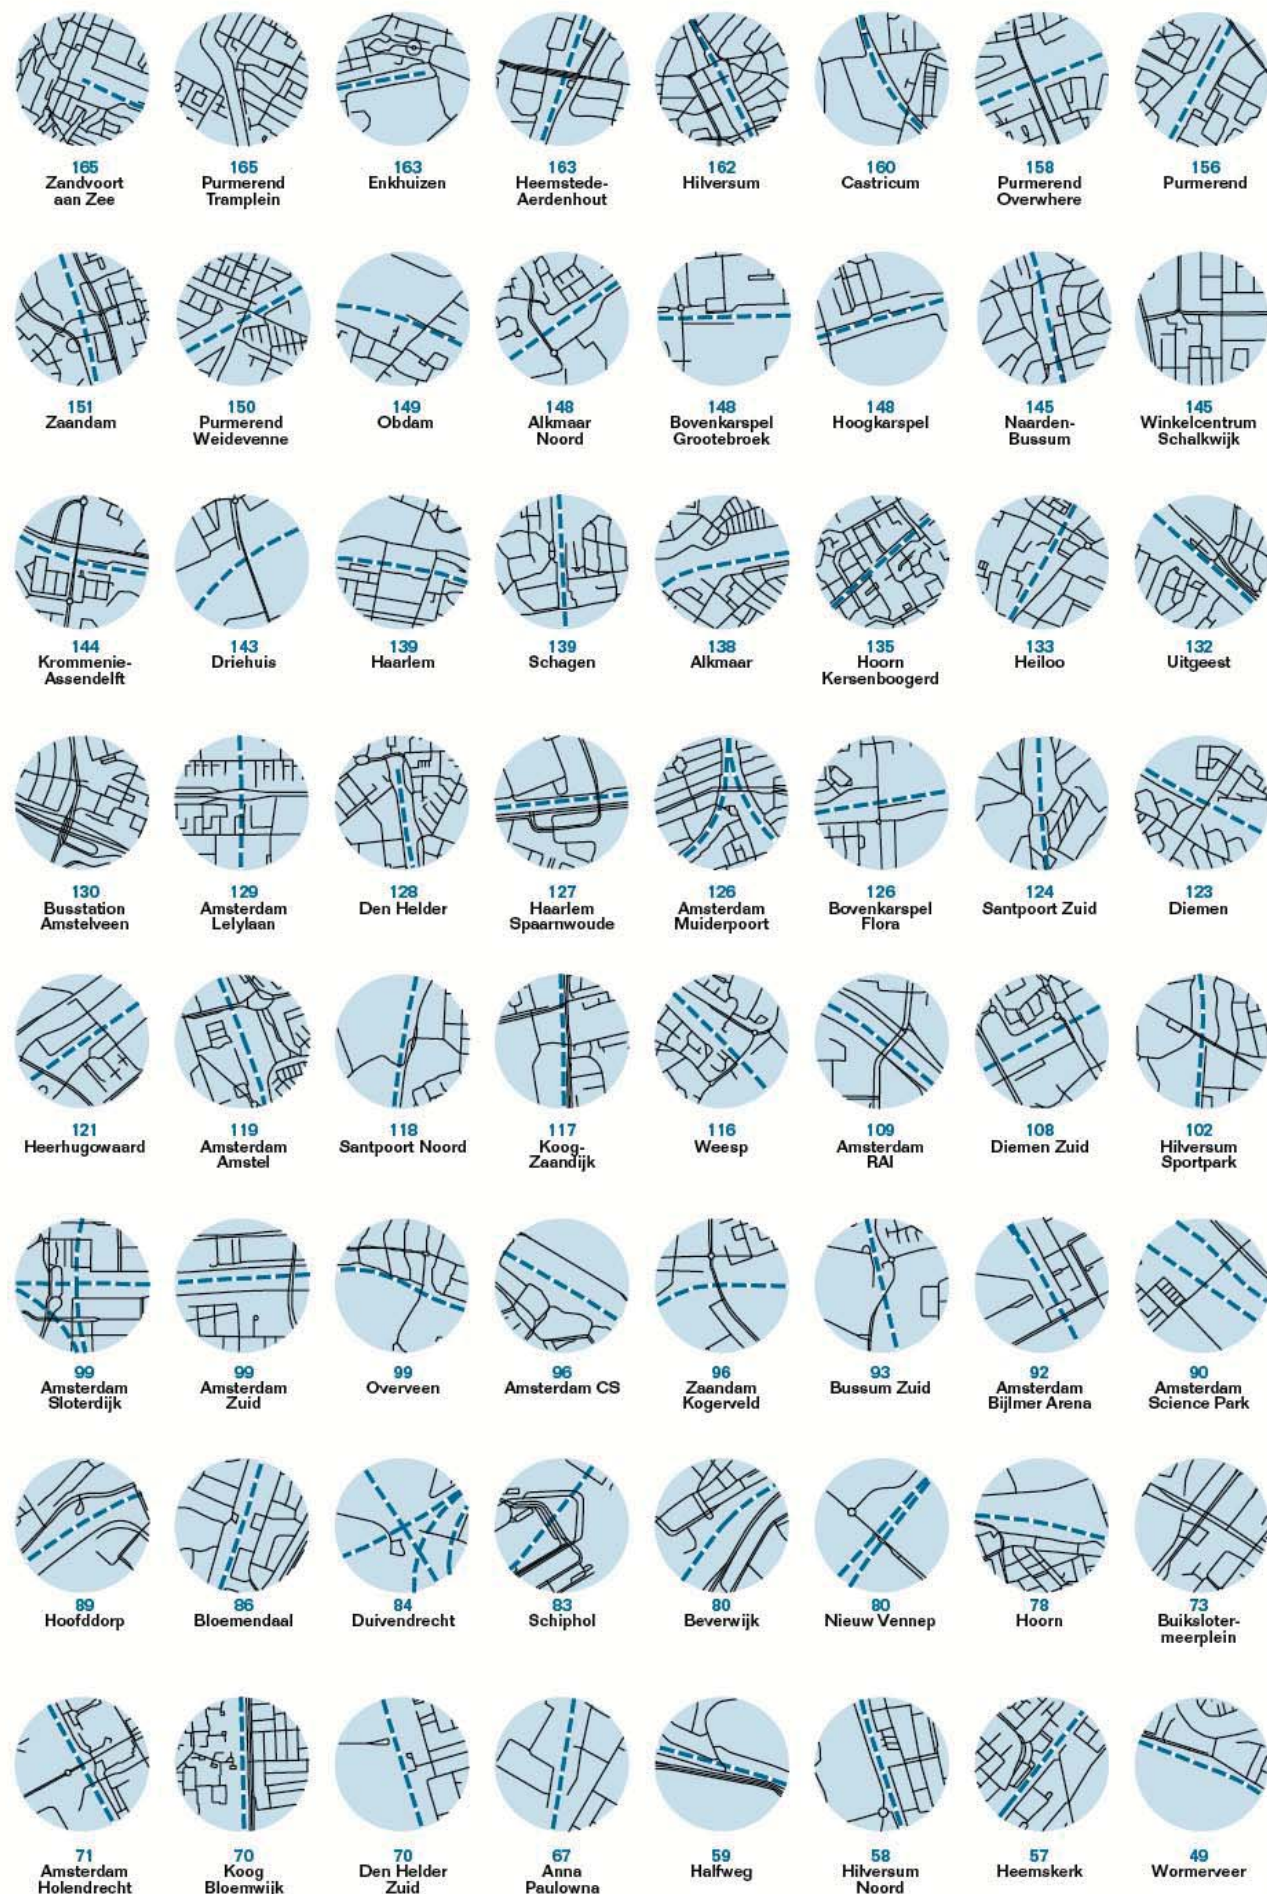 165
Zandvoort
aan Zee
165
Purmerend
Tramplein
163
Enkhuizen
163
Heemstede-
Aerdenhout
162
Hilversum
160
Castricum
158
Purmerend
Overwhere
156
Purmerend
151
Zaandam
150
Purmerend
Weidevenne
149
Obdam
148
Alkmaar
Noord
148
Bovenkarspel
Grootebroek
148
Hoogkarspel
145
Naarden-
Bussum
145
Winkelcentrum
Schalkwijk
144
Krommenie-
Assendelft
143
Driehuis
139
Haarlem
139
Schagen
138
Alkmaar
135
Hoorn
Kersenboogerd
133
Heiloo
132
Uitgeest
130
Busstation
Amstelveen
129
Amsterdam
Lelylaan
128
Den Helder
127
Haarlem
Spaarnwoude
126
Amsterdam
Muiderpoort
126
Bovenkarspel
Flora
124
Santpoort Zuid
123
Diemen
121
Heerhugowaard
119
Amsterdam
Amstel
118
Santpoort Noord
117
Koog-
Zaandijk
116
Weesp
109
Amsterdam
RAI
108
Diemen Zuid
102
Hilversum
Sportpark
99
Amsterdam
Sloterdijk
99
Amsterdam
Zuid
99
Overveen
96
Amsterdam CS
96
Zaandam
Kogerveld
93
Bussum Zuid
92
Amsterdam
Bijlmer Arena
90
Amsterdam
Science Park
89
Hoofddorp
86
Bloemendaal
84
Duivendrecht
83
Schiphol
80
Beverwijk
80
Nieuw Vennep
78
Hoorn
73
Buiksloter-
meerplein
71
Amsterdam
Holendrecht
70
Koog
Bloemwijk
70
Den Helder
Zuid
67
Anna
Paulowna
59
Halfweg
58
Hilversum
Noord
57
Heemskerk
49
Wormerveer